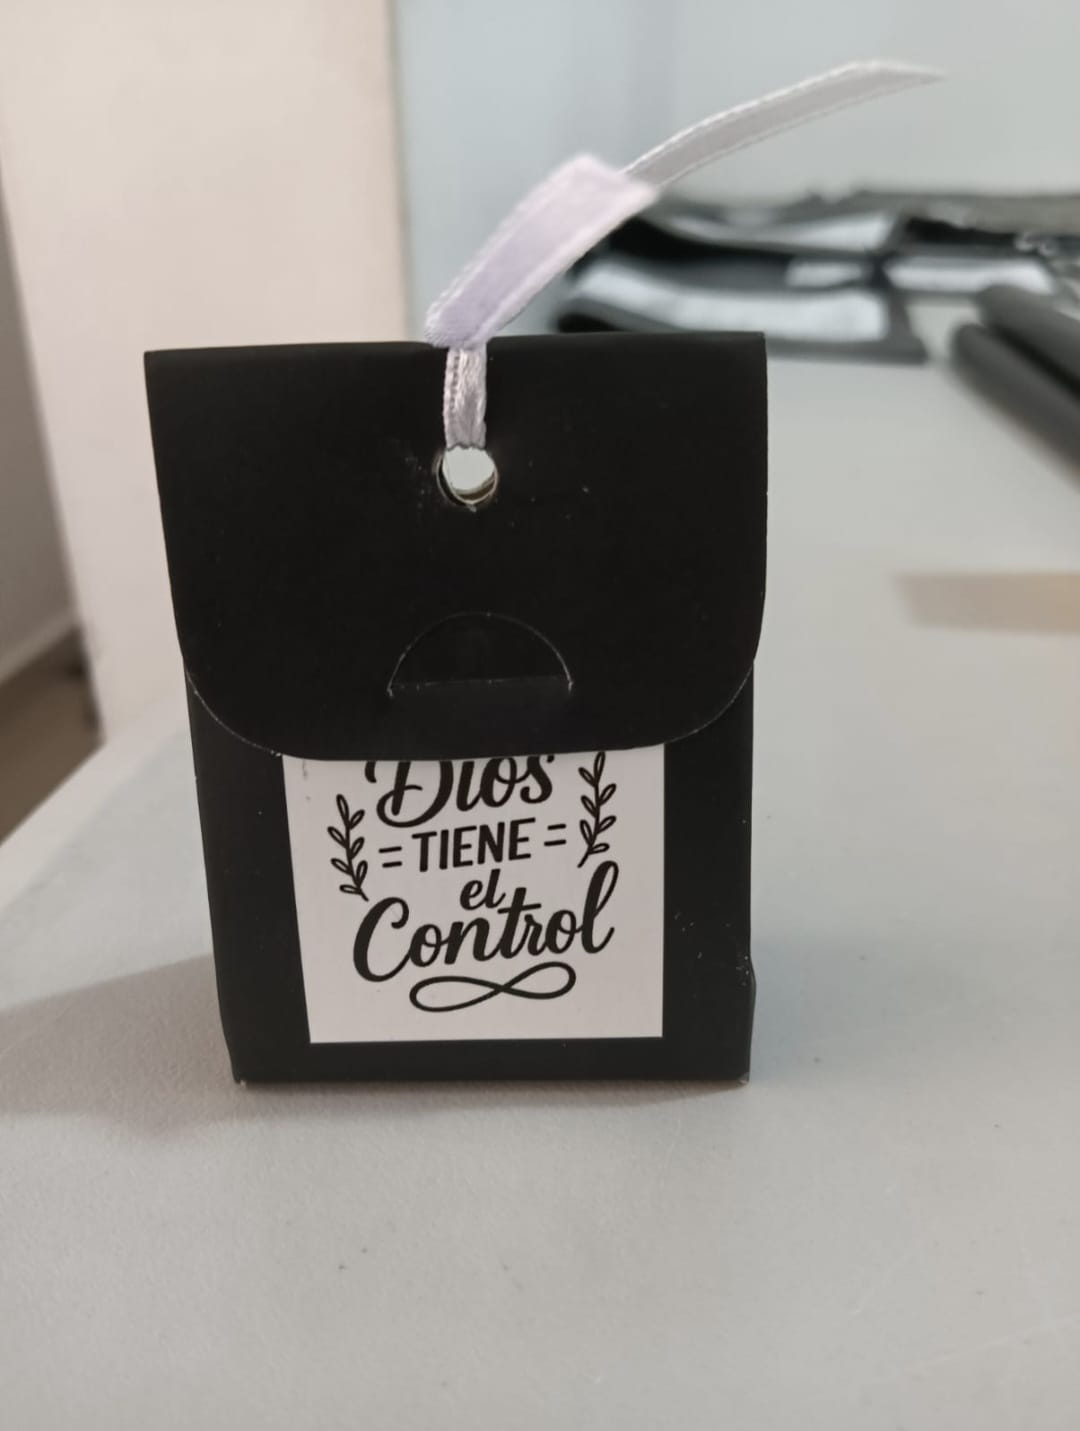 Dios
= TIENE =
el
Control